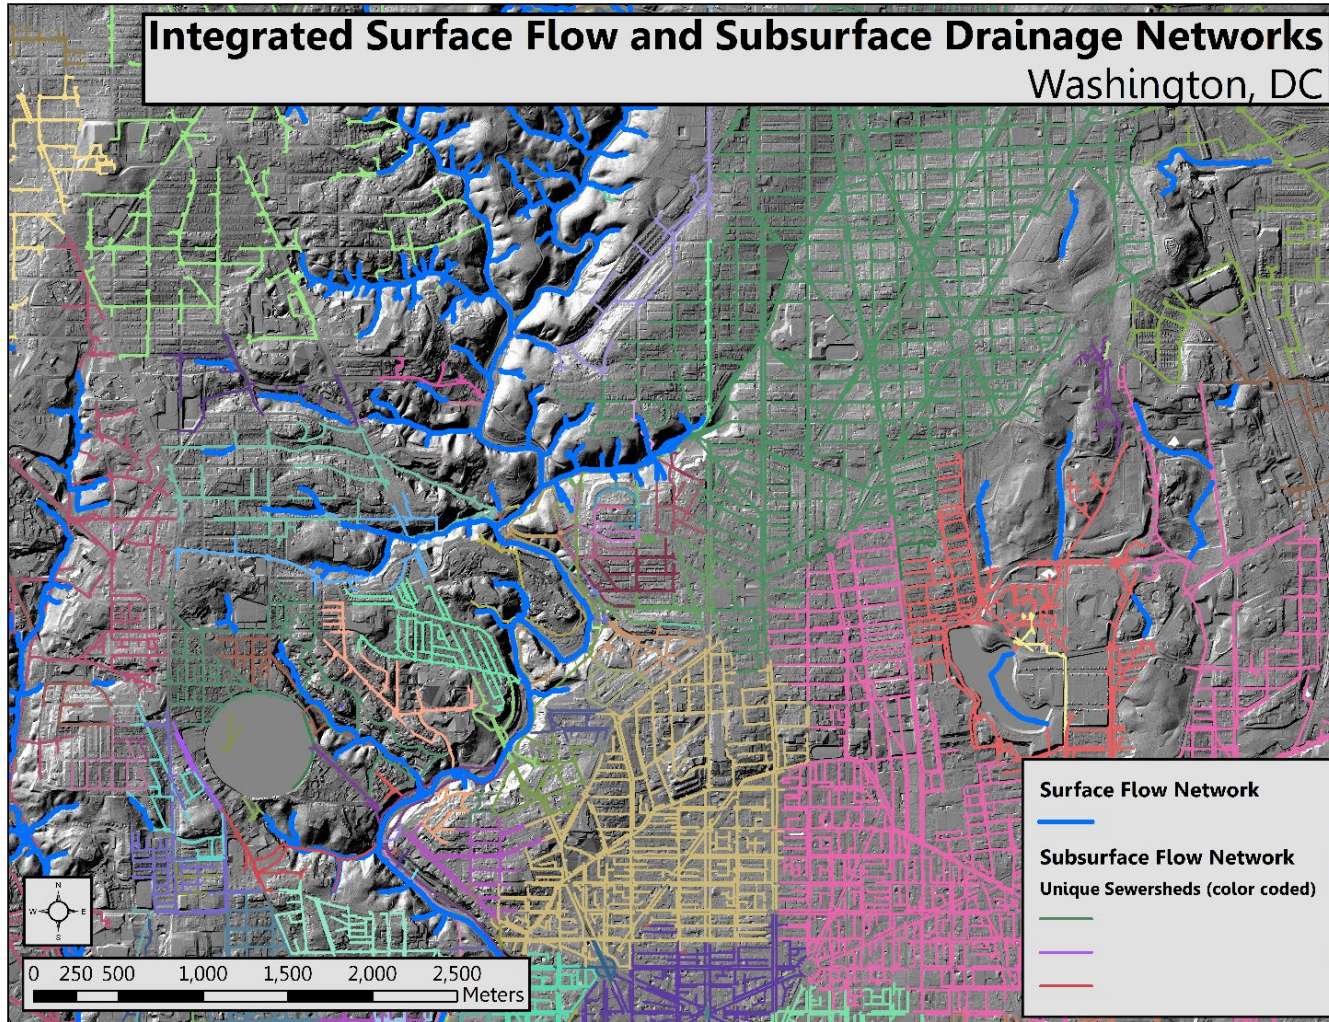 Integrated Surface Flow and Subsurface Drainage Networks
Washington, DC
Surface Flow Network
Subsurface Flow Network
Unique Sewersheds (color coded)
N
W E
S
0 250 500 1,000 1,500 2,000 2,500
Meters